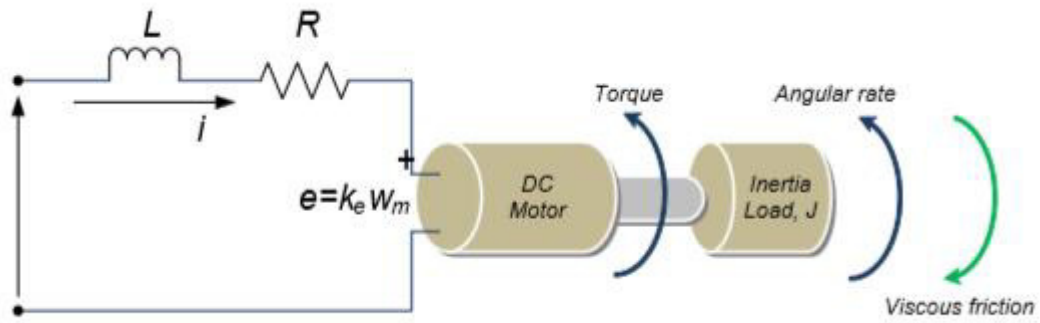 L
R
i
+
e=kₑwₘ
DC
Motor
Torque
Inertia
Load, J
Angular rate
Viscous friction